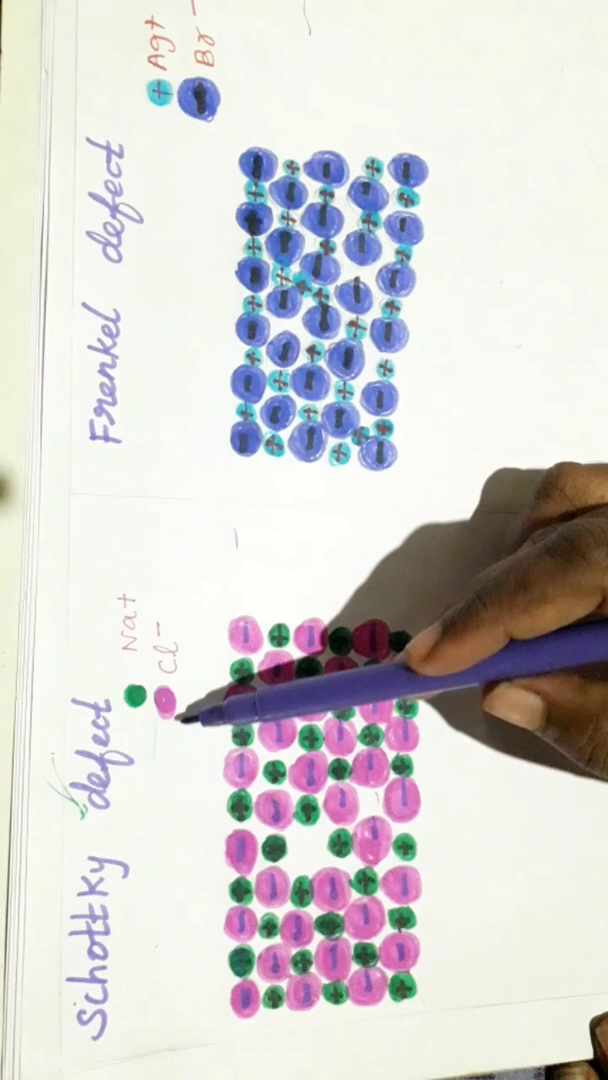 Schottky defect
Na+
Cl-
Frenkel defect
+ Ag+
- Br-